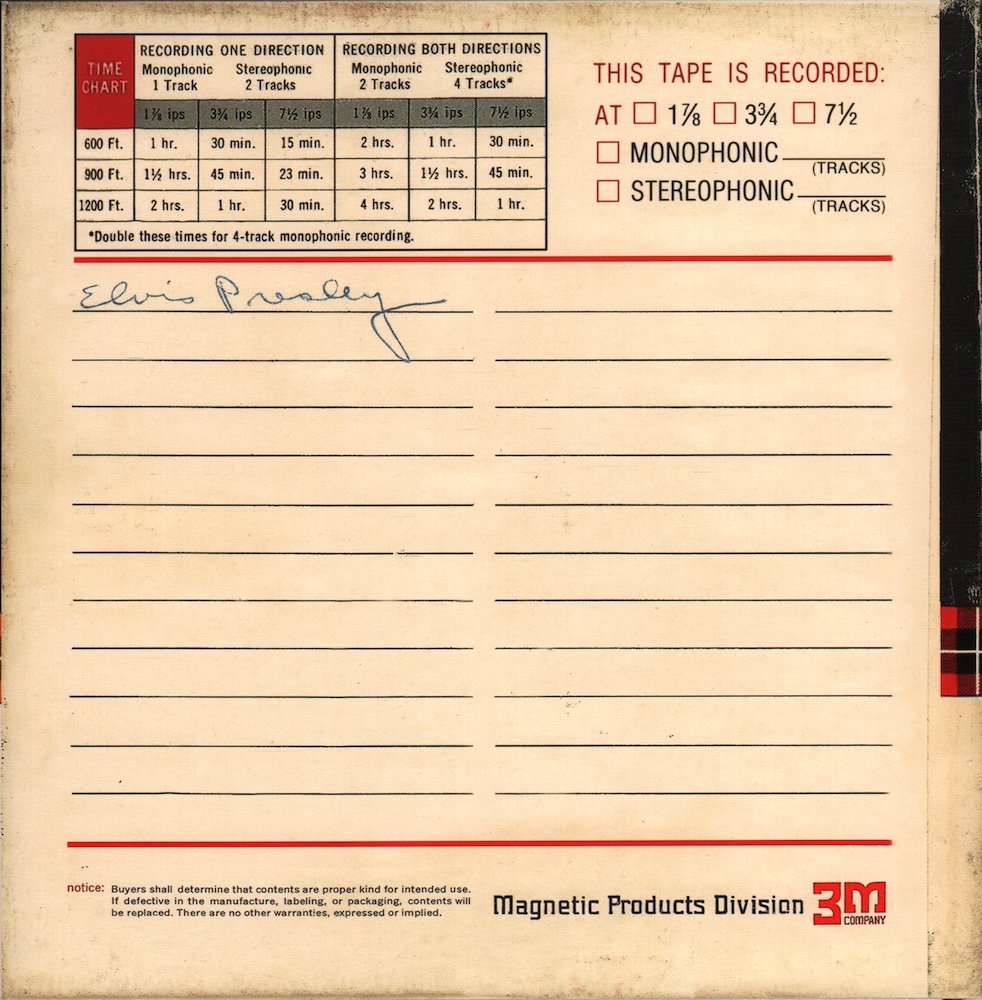 TIME CHART
RECORDING ONE DIRECTION
RECORDING BOTH DIRECTIONS
Monophonic 1 Track
Stereophonic 2 Tracks
Monophonic 2 Tracks
Stereophonic 4 Tracks*
1⅞ ips 3¾ ips 7½ ips 1⅞ ips 3¾ ips 7½ ips
600 Ft. 1 hr. 30 min. 15 min. 2 hrs. 1 hr. 30 min.
900 Ft. 1½ hrs. 45 min. 23 min. 3 hrs. 1½ hrs. 45 min.
1200 Ft. 2 hrs. 1 hr. 30 min. 4 hrs. 2 hrs. 1 hr.
*Double these times for 4-track monophonic recording.
THIS TAPE IS RECORDED:
AT ☐ 1⅞ ☐ 3¾ ☐ 7½
☐ MONOPHONIC
(TRACKS)
☐ STEREOPHONIC
(TRACKS)
Elvis Presley
notice: Buyers shall determine that contents are proper kind for intended use.
If defective in the manufacture, labeling, or packaging, contents will
be replaced. There are no other warranties, expressed or implied.
Magnetic Products Division 3M
COMPANY